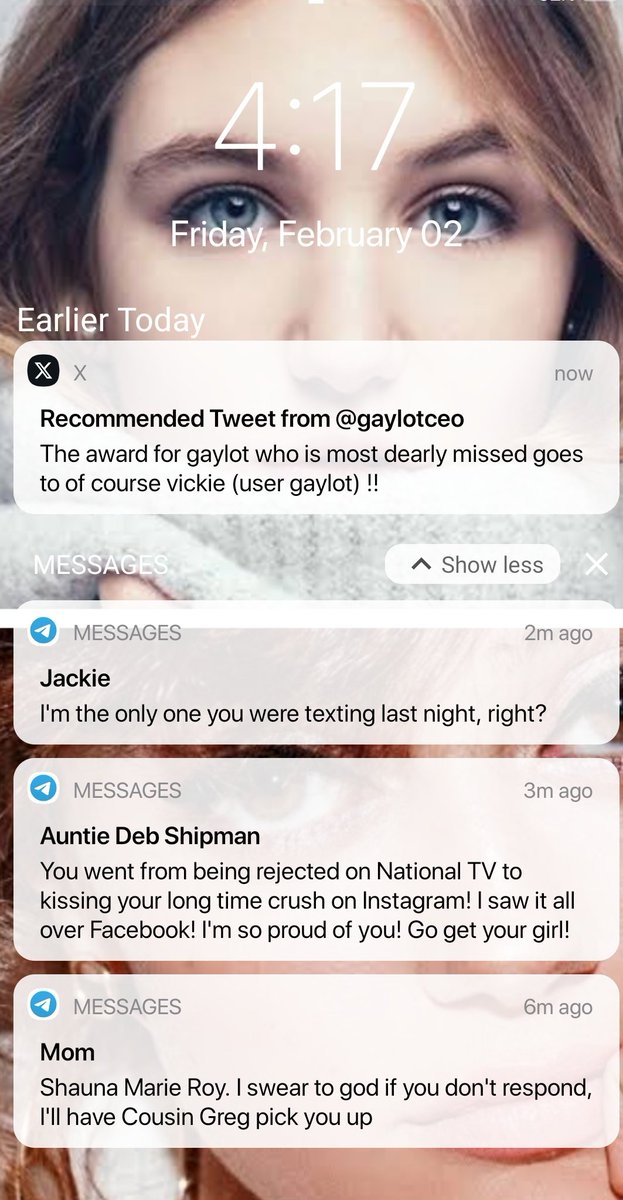 4:17
Friday, February 02
Earlier Today
X now
Recommended Tweet from @gaylotceo
The award for gaylot who is most dearly missed goes
to of course vickie (user gaylot) !!
MESSAGES Show less
MESSAGES 2m ago
Jackie
I'm the only one you were texting last night, right?
MESSAGES 3m ago
Auntie Deb Shipman
You went from being rejected on National TV to
kissing your long time crush on Instagram! I saw it all
over Facebook! I'm so proud of you! Go get your girl!
MESSAGES 6m ago
Mom
Shauna Marie Roy. I swear to god if you don't respond,
I'll have Cousin Greg pick you up